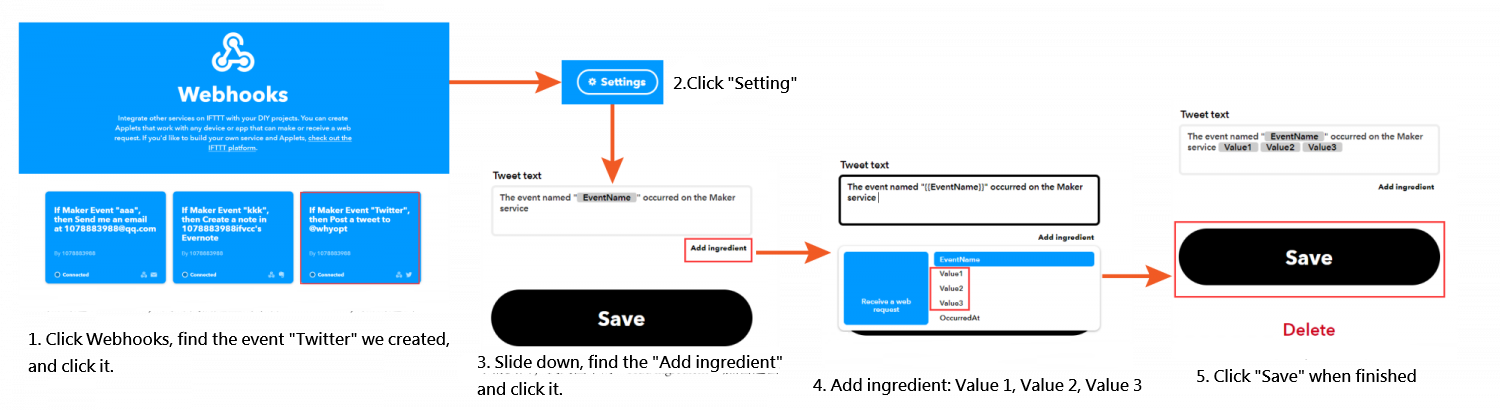 Webhooks
Integrate other services on IFTTT with your DIY projects. You can create
Applets that work with any device or app that can make or receive a web
request. If you'd like to build your own service and Applets, check out the
IFTTT platform.
If Maker Event "aaa",
then Send me an email
at 1078883988@qq.com
By 1078883988
Connected
If Maker Event "kkk",
then Create a note in
1078883988ifvcc's
Evernote
By 1078883988
Connected
If Maker Event "Twitter",
then Post a tweet to
@whyopt
By 1078883988
Connected
1. Click Webhooks, find the event "Twitter" we created,
and click it.
Settings
2.Click "Setting"
Tweet text
The event named " EventName " occurred on the Maker
service
Add ingredient
Save
3. Slide down, find the "Add ingredient"
and click it.
Tweet text
The event named "{{EventName}}" occurred on the Maker
service
Add ingredient
Receive a web
request
EventName
Value1
Value2
Value3
OccurredAt
4. Add ingredient: Value 1, Value 2, Value 3
Tweet text
The event named " EventName " occurred on the Maker
service Value1 Value2 Value3
Add ingredient
Save
Delete
5. Click "Save" when finished